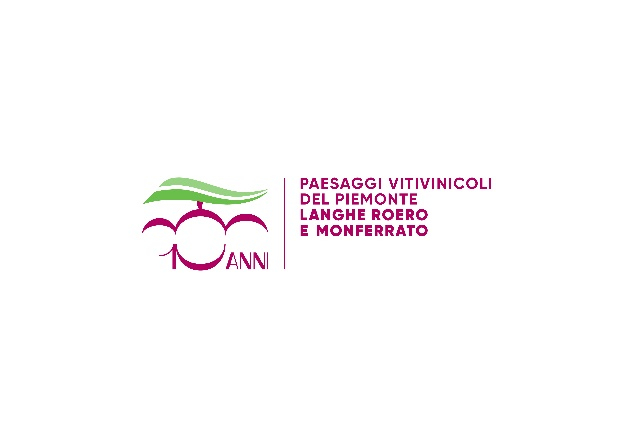 PAESAGGI VITIVINICOLI
DEL PIEMONTE
LANGHE ROERO
E MONFERRATO
10 ANNI